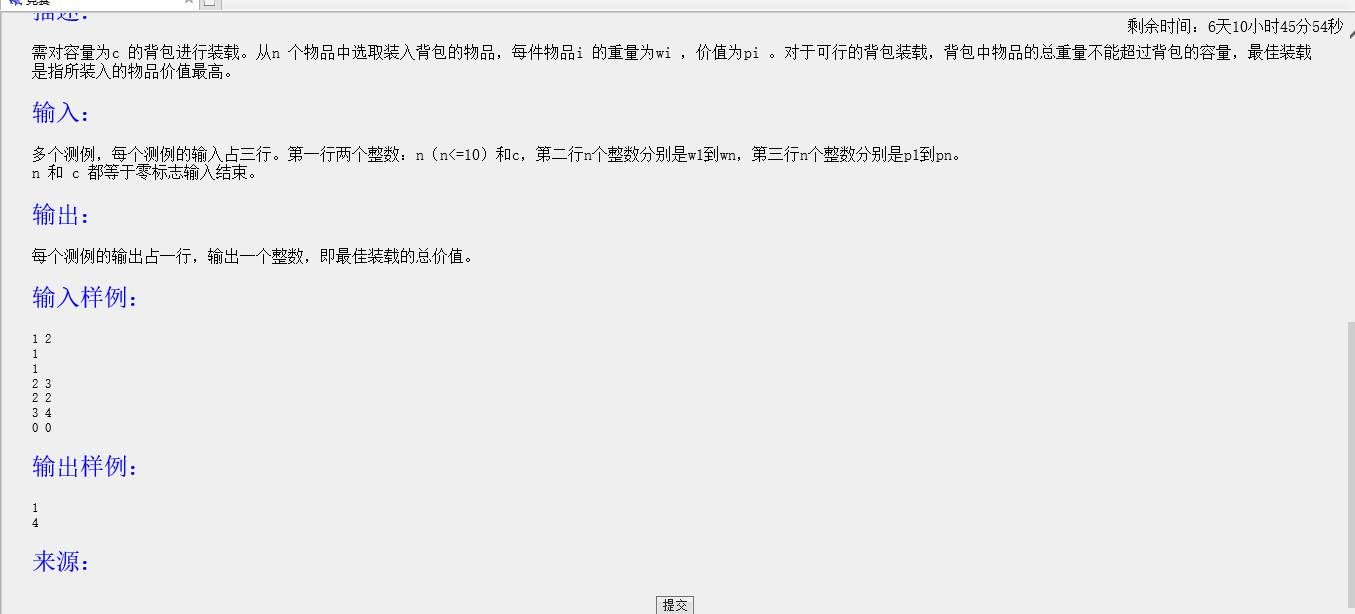 描述：
剩余时间：6天10小时45分54秒
需对容量为c 的背包进行装载。从n 个物品中选取装入背包的物品，每件物品i 的重量为wi ，价值为pi 。对于可行的背包装载，背包中物品的总重量不能超过背包的容量，最佳装载
是指所装入的物品价值最高。
输入：
多个测例，每个测例的输入占三行。第一行两个整数：n（n<=10）和c，第二行n个整数分别是w1到wn，第三行n个整数分别是p1到pn。
n 和 c 都等于零标志输入结束。
输出：
每个测例的输出占一行，输出一个整数，即最佳装载的总价值。
输入样例：
1 2
1
1
2 3
2 2
3 4
0 0
输出样例：
1
4
来源：
提交